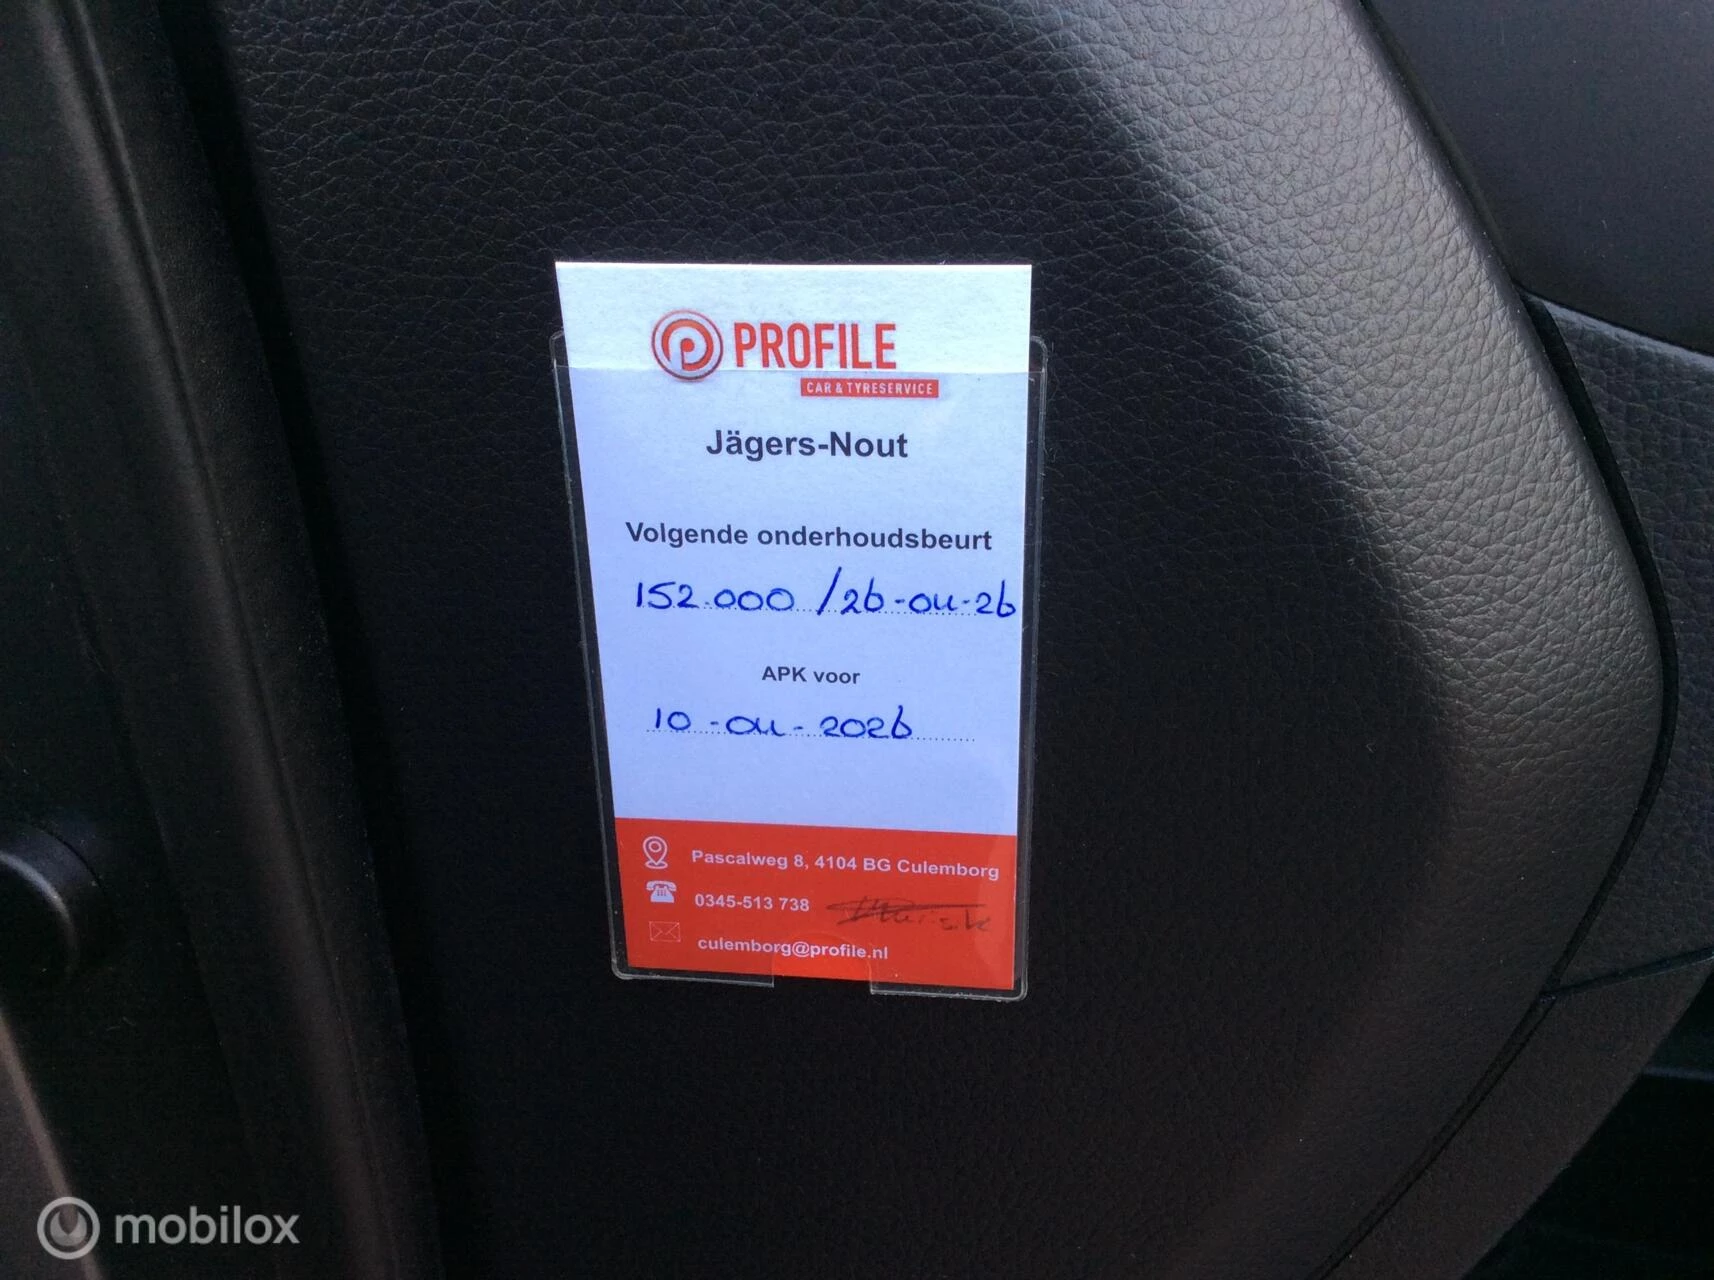 PROFILE
CAR & TYRESERVICE
Jägers-Nout
Volgende onderhoudsbeurt
152.000 / 26-04-26
APK voor
10-04-2026
Pascalweg 8, 4104 BG Culemborg
0345-513 738
culemborg@profile.nl
mobilox